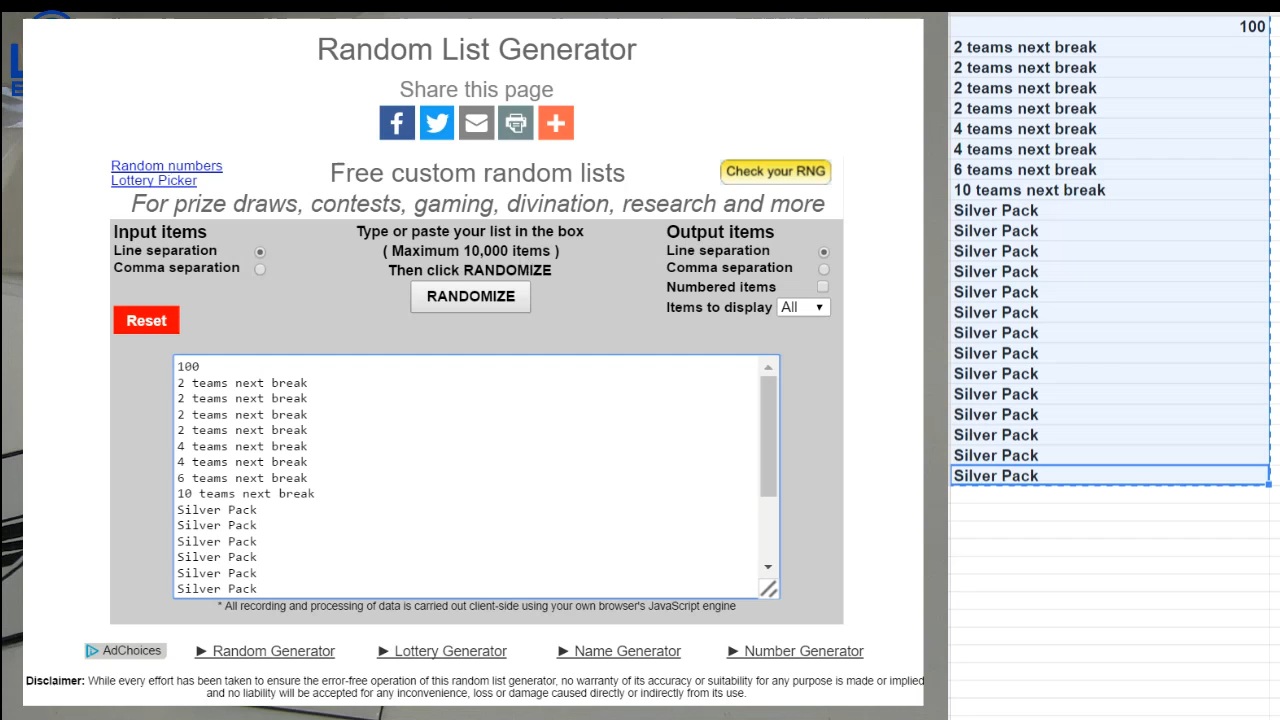 Random List Generator
Share this page
Random numbers
Lottery Picker
Free custom random lists
Check your RNG
For prize draws, contests, gaming, divination, research and more
Input items
Line separation
Comma separation
Reset
Type or paste your list in the box
( Maximum 10,000 items )
Then click RANDOMIZE
RANDOMIZE
Output items
Line separation
Comma separation
Numbered items
Items to display All
100
2 teams next break
2 teams next break
2 teams next break
2 teams next break
4 teams next break
4 teams next break
6 teams next break
10 teams next break
Silver Pack
Silver Pack
Silver Pack
Silver Pack
Silver Pack
Silver Pack
* All recording and processing of data is carried out client-side using your own browser's JavaScript engine
AdChoices
► Random Generator
► Lottery Generator
► Name Generator
► Number Generator
Disclaimer: While every effort has been taken to ensure the error-free operation of this random list generator, no warranty of its accuracy or suitability for any purpose is made or implied
and no liability will be accepted for any inconvenience, loss or damage caused directly or indirectly from its use.
100
2 teams next break
2 teams next break
2 teams next break
2 teams next break
4 teams next break
4 teams next break
6 teams next break
10 teams next break
Silver Pack
Silver Pack
Silver Pack
Silver Pack
Silver Pack
Silver Pack
Silver Pack
Silver Pack
Silver Pack
Silver Pack
Silver Pack
Silver Pack
Silver Pack
Silver Pack